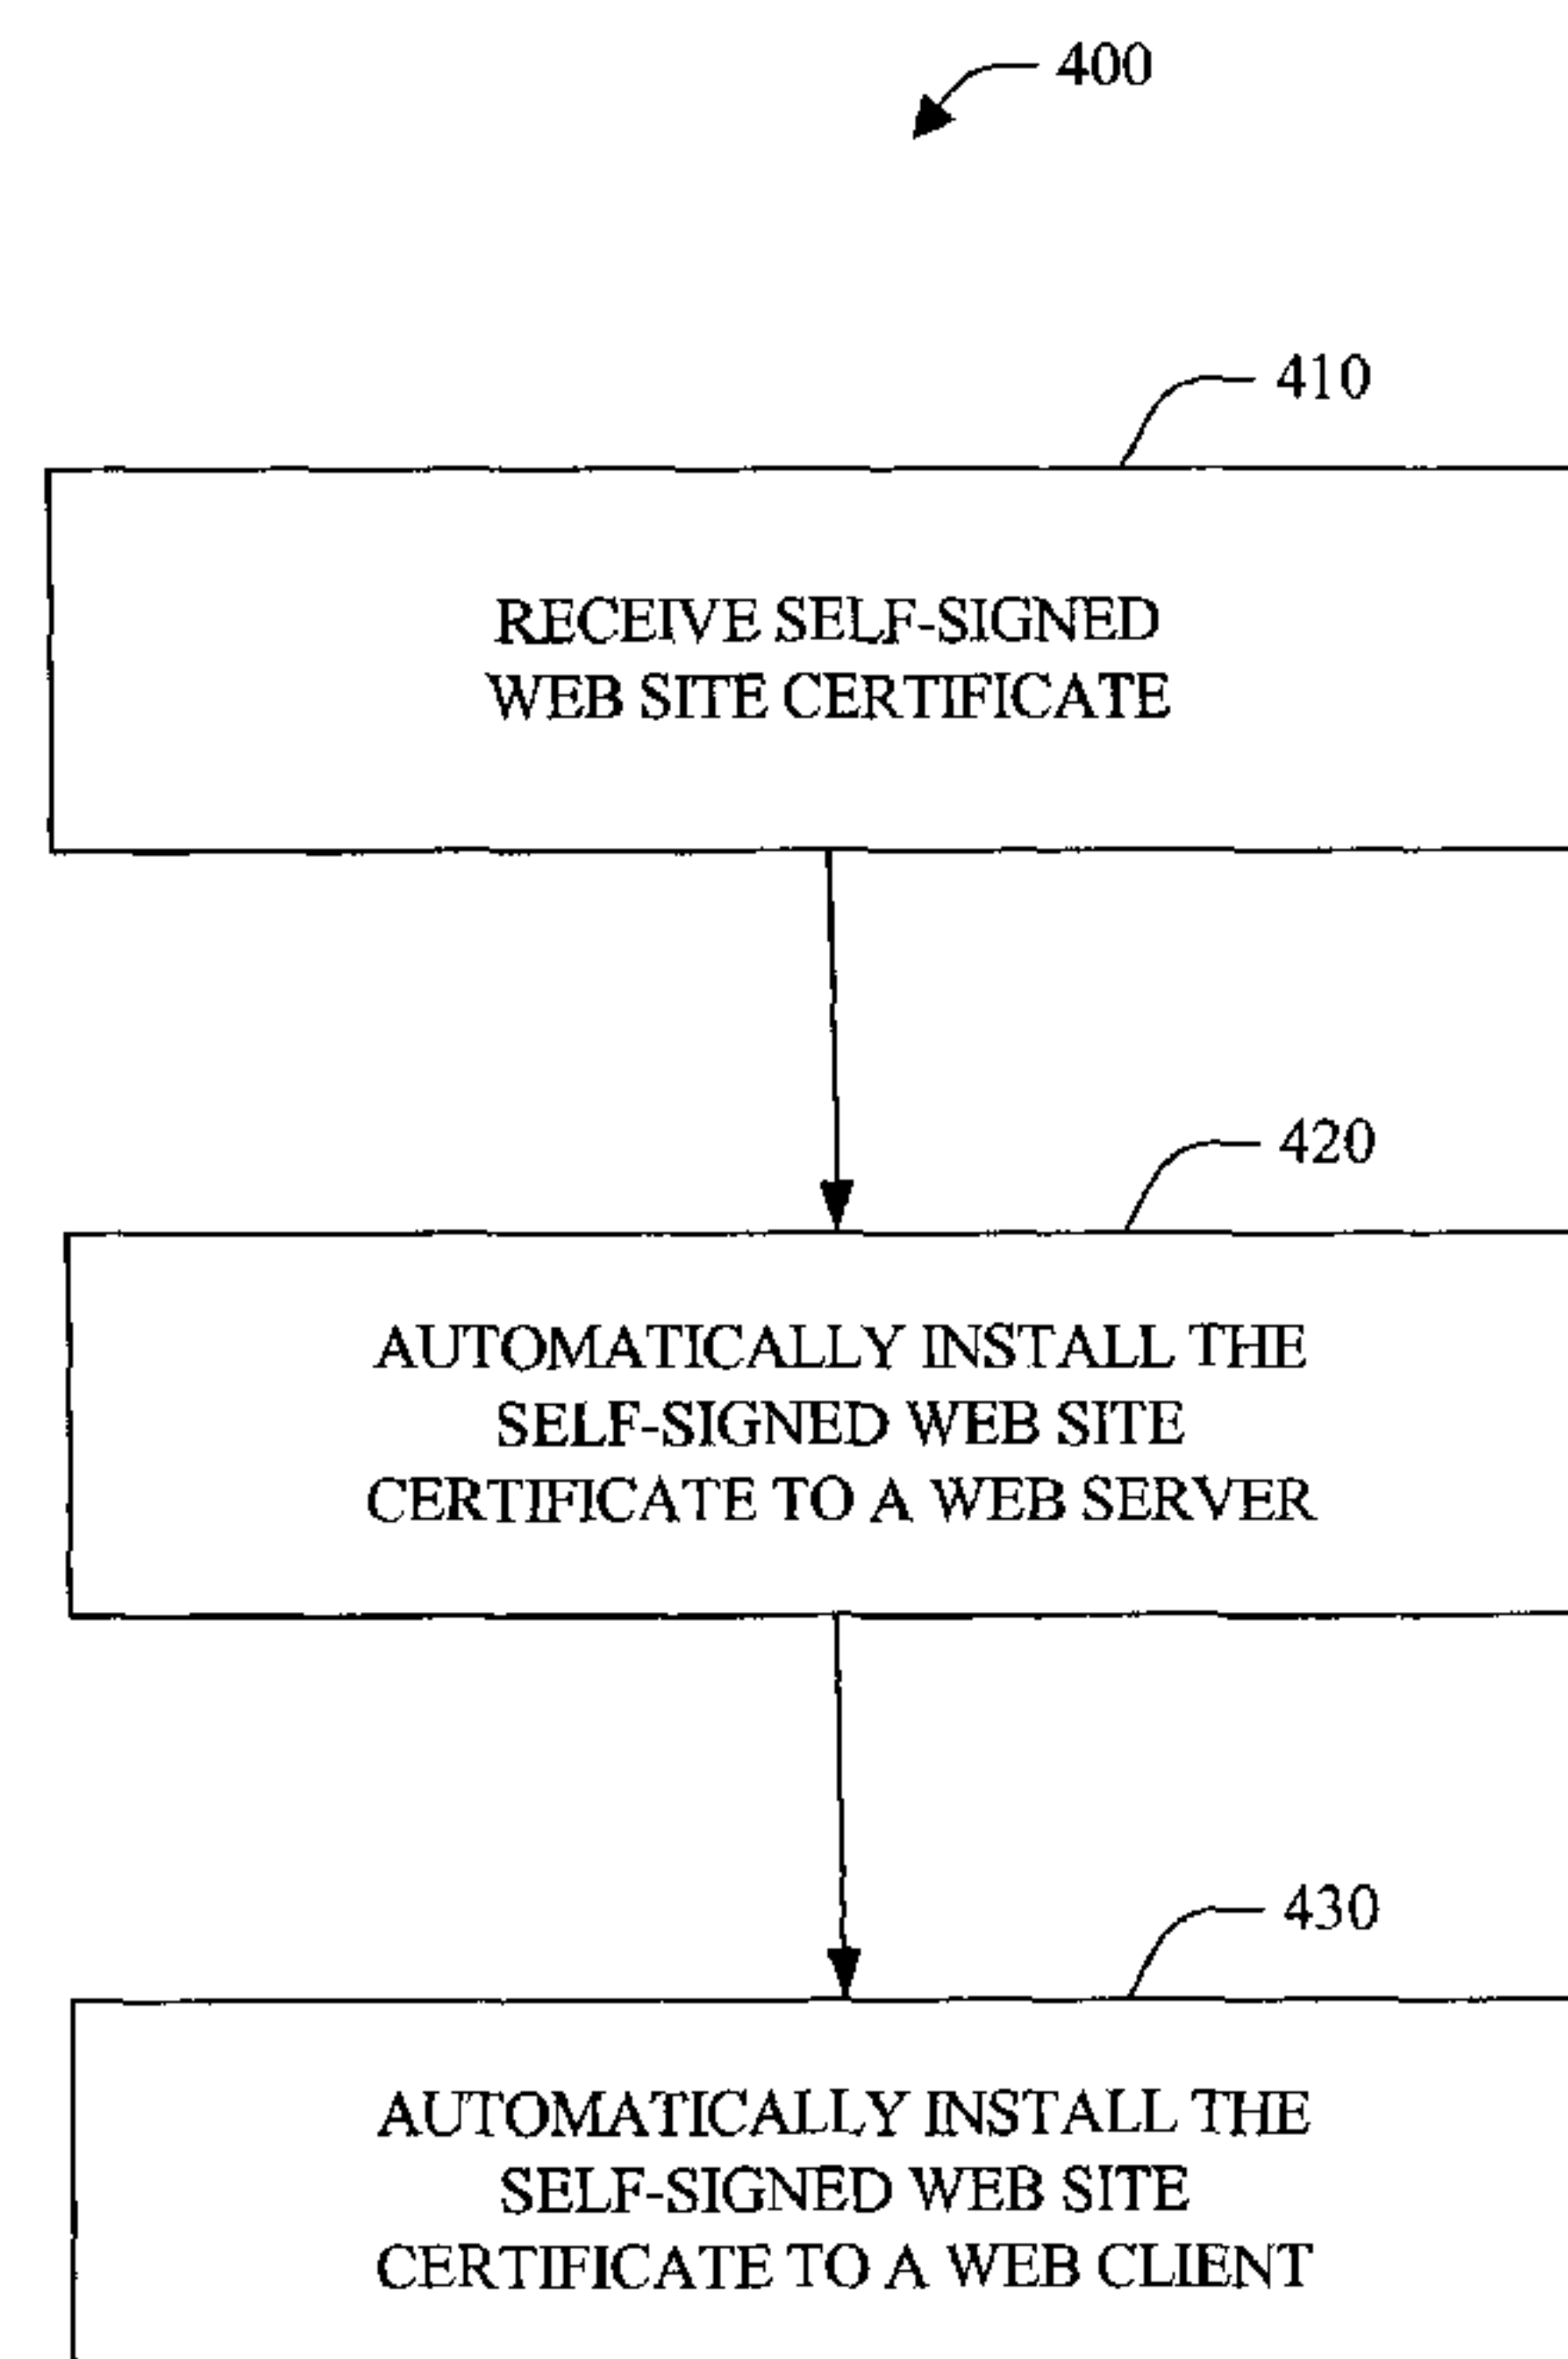 400
410
RECEIVE SELF-SIGNED
WEB SITE CERTIFICATE
420
AUTOMATICALLY INSTALL THE
SELF-SIGNED WEB SITE
CERTIFICATE TO A WEB SERVER
430
AUTOMATICALLY INSTALL THE
SELF-SIGNED WEB SITE
CERTIFICATE TO A WEB CLIENT